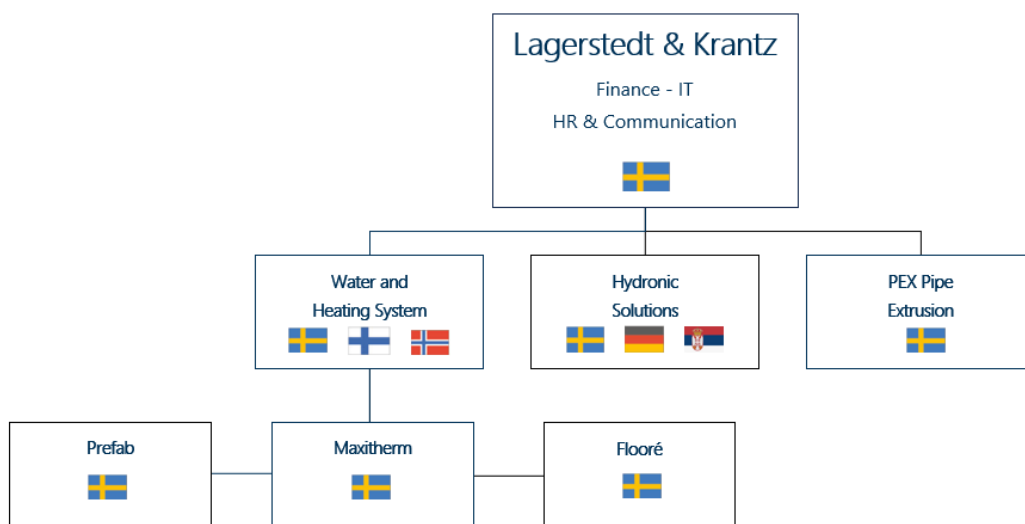 Lagerstedt & Krantz
Finance - IT
HR & Communication
Water and
Heating System
Hydronic
Solutions
PEX Pipe
Extrusion
Prefab
Maxitherm
Flooré